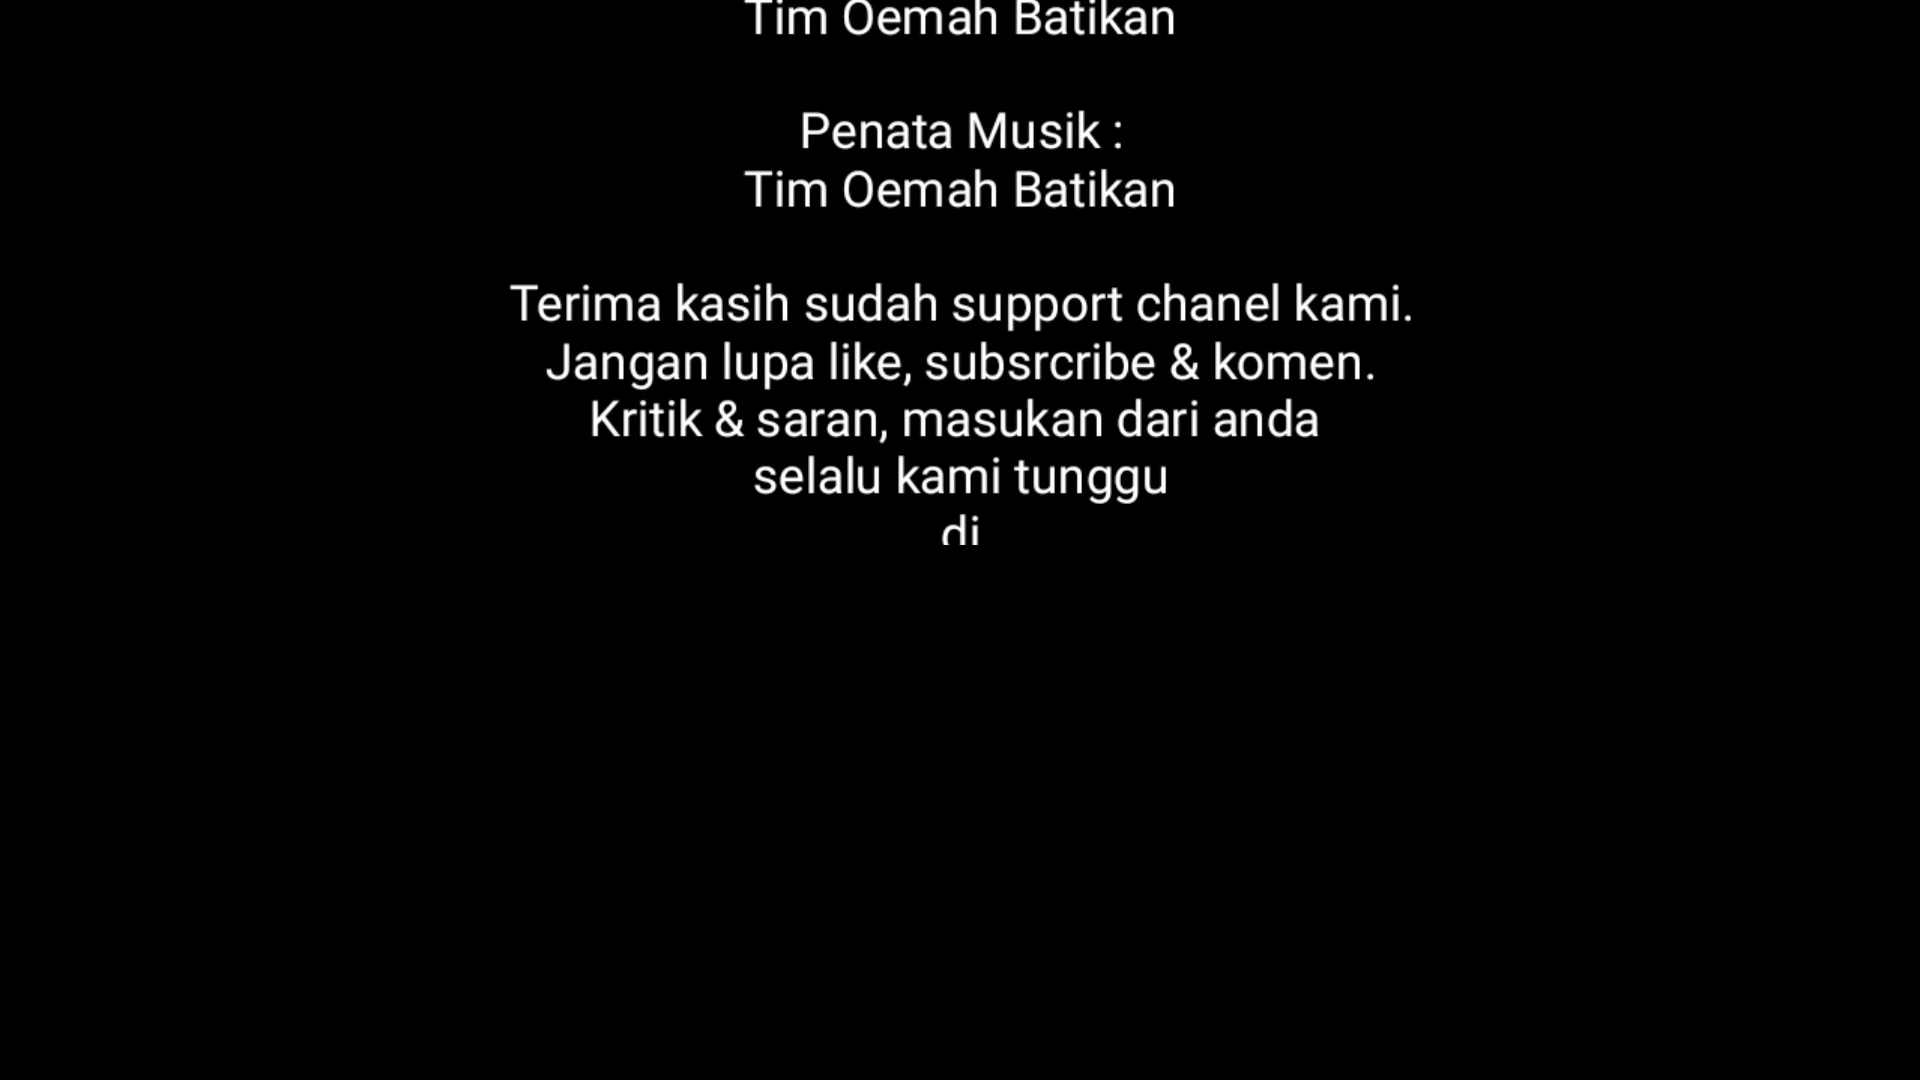 Tim Oemah Batikan
Penata Musik :
Tim Oemah Batikan
Terima kasih sudah support chanel kami.
Jangan lupa like, subsrcribe & komen.
Kritik & saran, masukan dari anda
selalu kami tunggu
di